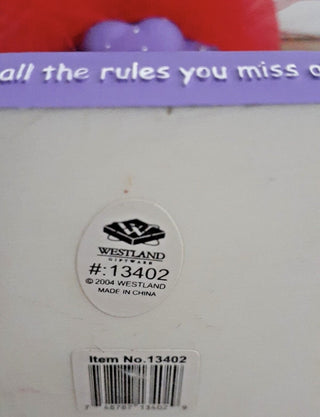 all the rules you miss
WESTLAND
GIFTWARE
#:13402
© 2004 WESTLAND
MADE IN CHINA
Item No.13402